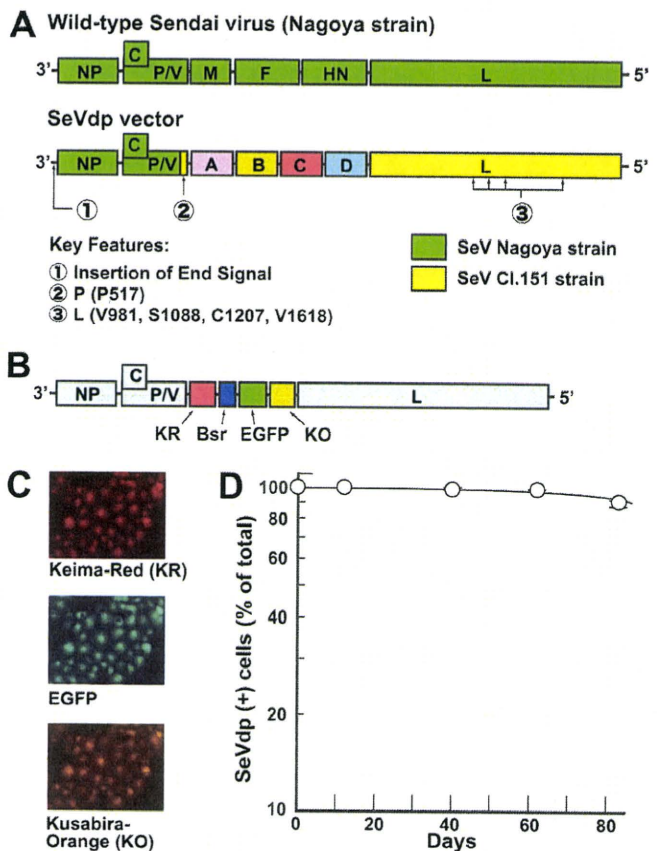 A
Wild-type Sendai virus (Nagoya strain)
3' NP C P/V M F HN L 5'
SeVdp vector
3' NP C P/V A B C D L 5'
① ② ③
Key Features:
① Insertion of End Signal
② P (P517)
③ L (V981, S1088, C1207, V1618)
SeV Nagoya strain
SeV Cl.151 strain
B
3' NP C P/V L 5'
KR Bsr EGFP KO
C
Keima-Red (KR)
EGFP
Kusabira-
Orange (KO)
D
SeVdp (+) cells (% of total)
100
80
60
40
20
10
0 20 40 60 80
Days